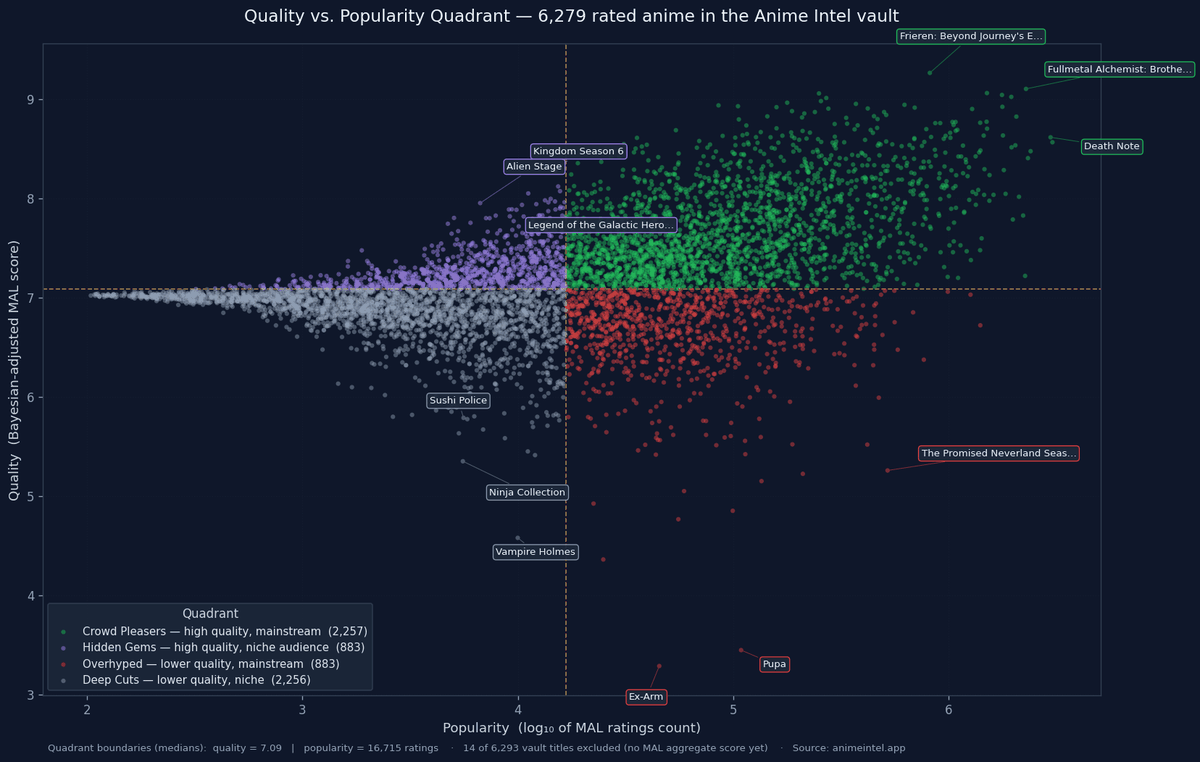 Quality vs. Popularity Quadrant — 6,279 rated anime in the Anime Intel vault
Frieren: Beyond Journey's E...
Fullmetal Alchemist: Brothe...
Death Note
Kingdom Season 6
Alien Stage
Legend of the Galactic Hero...
Sushi Police
The Promised Neverland Seas...
Ninja Collection
Vampire Holmes
Pupa
Ex-Arm
9
8
7
6
5
4
3
Quality (Bayesian-adjusted MAL score)
Quadrant
Crowd Pleasers — high quality, mainstream (2,257)
Hidden Gems — high quality, niche audience (883)
Overhyped — lower quality, mainstream (883)
Deep Cuts — lower quality, niche (2,256)
2 3 4 5 6
Popularity (log₁₀ of MAL ratings count)
Quadrant boundaries (medians): quality = 7.09 | popularity = 16,715 ratings · 14 of 6,293 vault titles excluded (no MAL aggregate score yet) · Source: animeintel.app